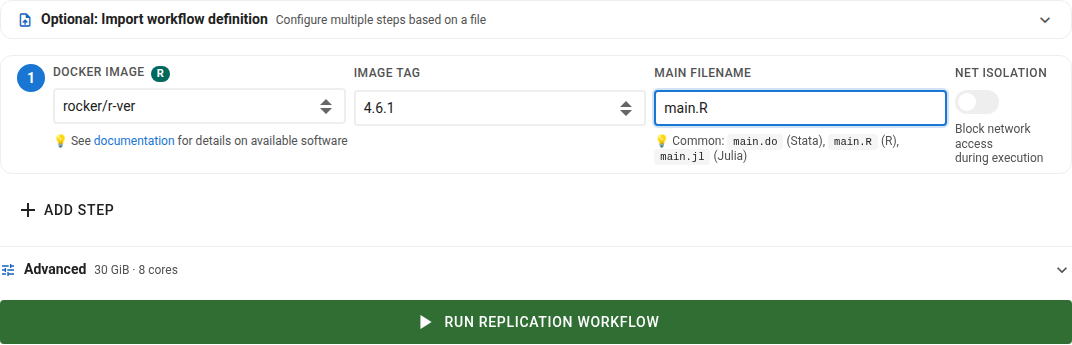 Optional: Import workflow definition Configure multiple steps based on a file
1
DOCKER IMAGE R
rocker/r-ver
💡 See documentation for details on available software
IMAGE TAG
4.6.1
MAIN FILENAME
main.R
💡 Common: main.do (Stata), main.R (R),
main.jl (Julia)
NET ISOLATION
Block network
access
during execution
ADD STEP
Advanced 30 GiB · 8 cores
RUN REPLICATION WORKFLOW